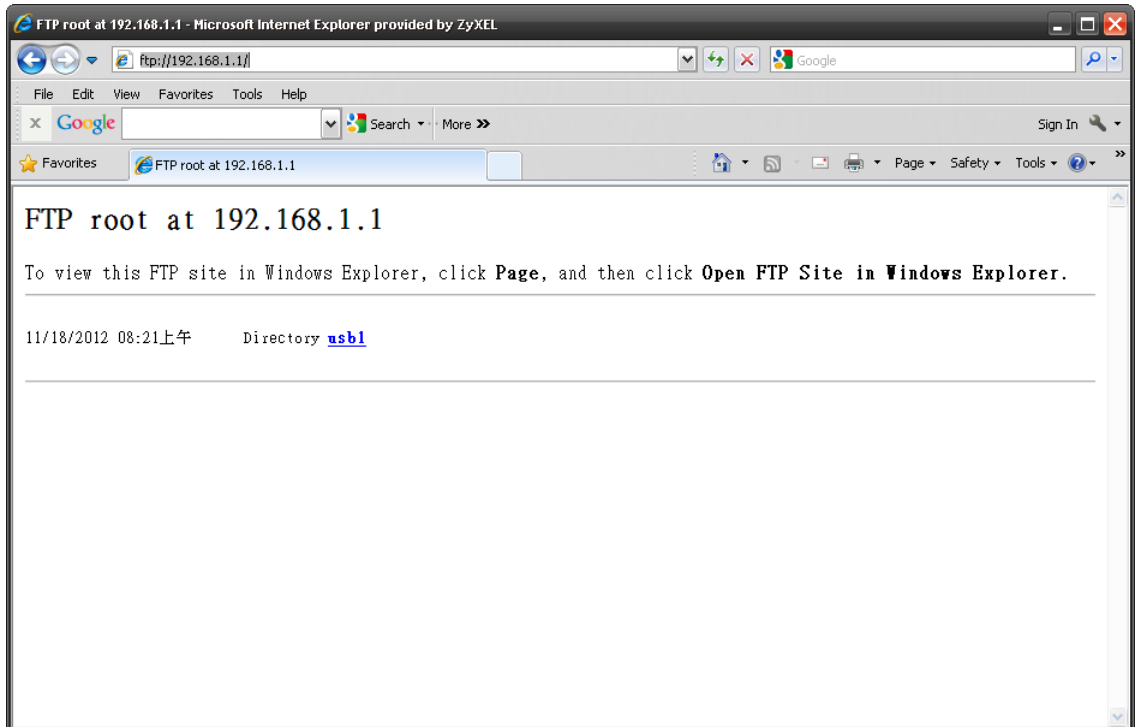 FTP root at 192.168.1.1 - Microsoft Internet Explorer provided by ZyXEL
ftp://192.168.1.1/
Google
File Edit View Favorites Tools Help
x Google Search More >> Sign In
Favorites FTP root at 192.168.1.1 Page Safety Tools >>
FTP root at 192.168.1.1
To view this FTP site in Windows Explorer, click Page, and then click Open FTP Site in Windows Explorer.
11/18/2012 08:21上午 Directory usb1